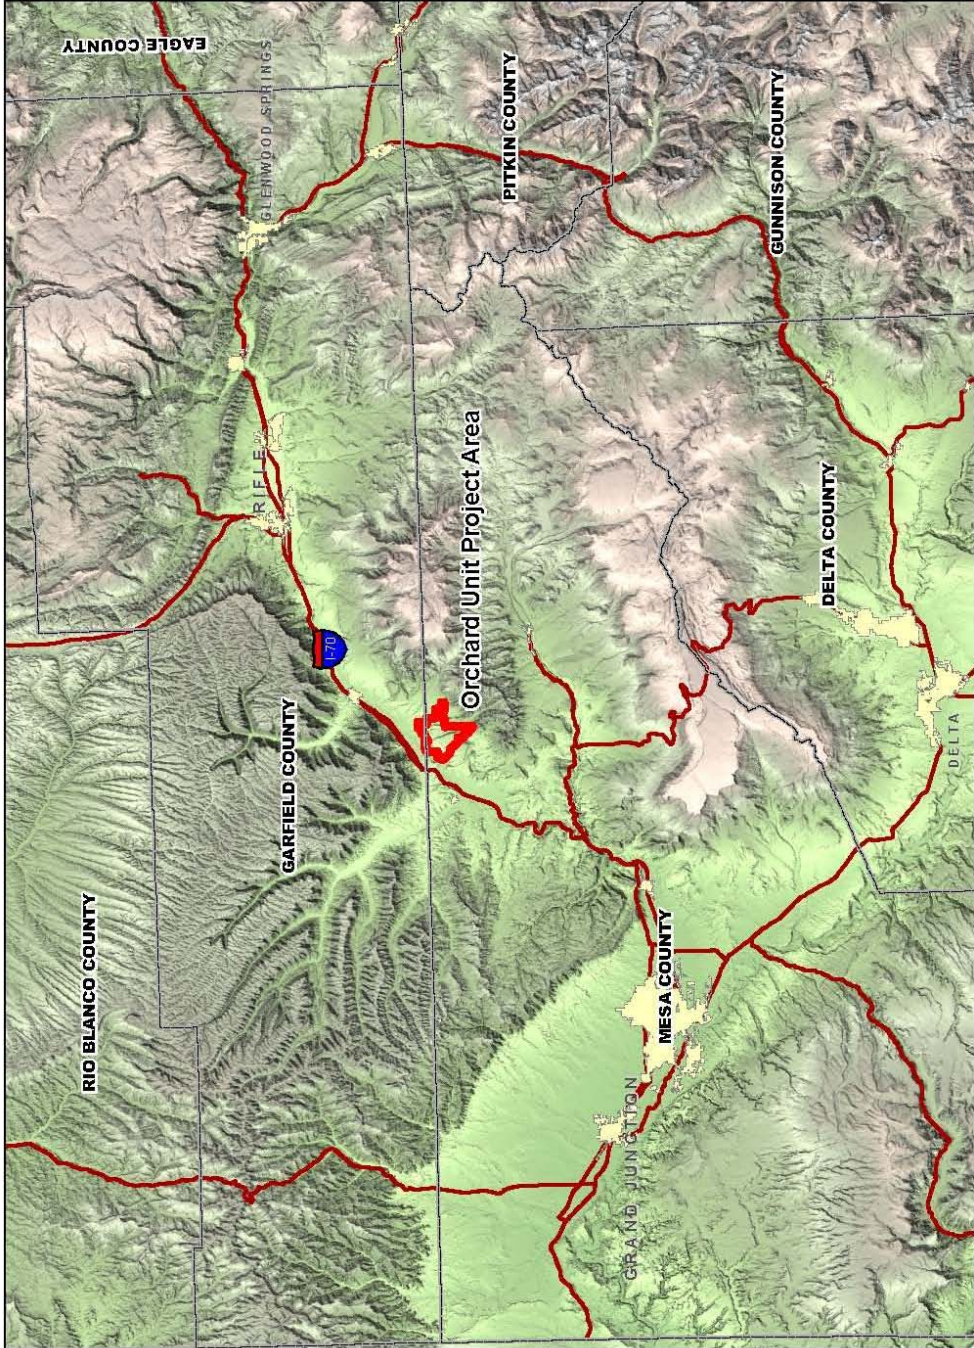 EAGLE COUNTY
GLENWOOD SPRINGS
PITKIN COUNTY
GUNNISON COUNTY
RIFLE
I-70
Orchard Unit Project Area
DELTA COUNTY
GARFIELD COUNTY
DELTA
RIO BLANCO COUNTY
MESA COUNTY
GRAND JUNCTION